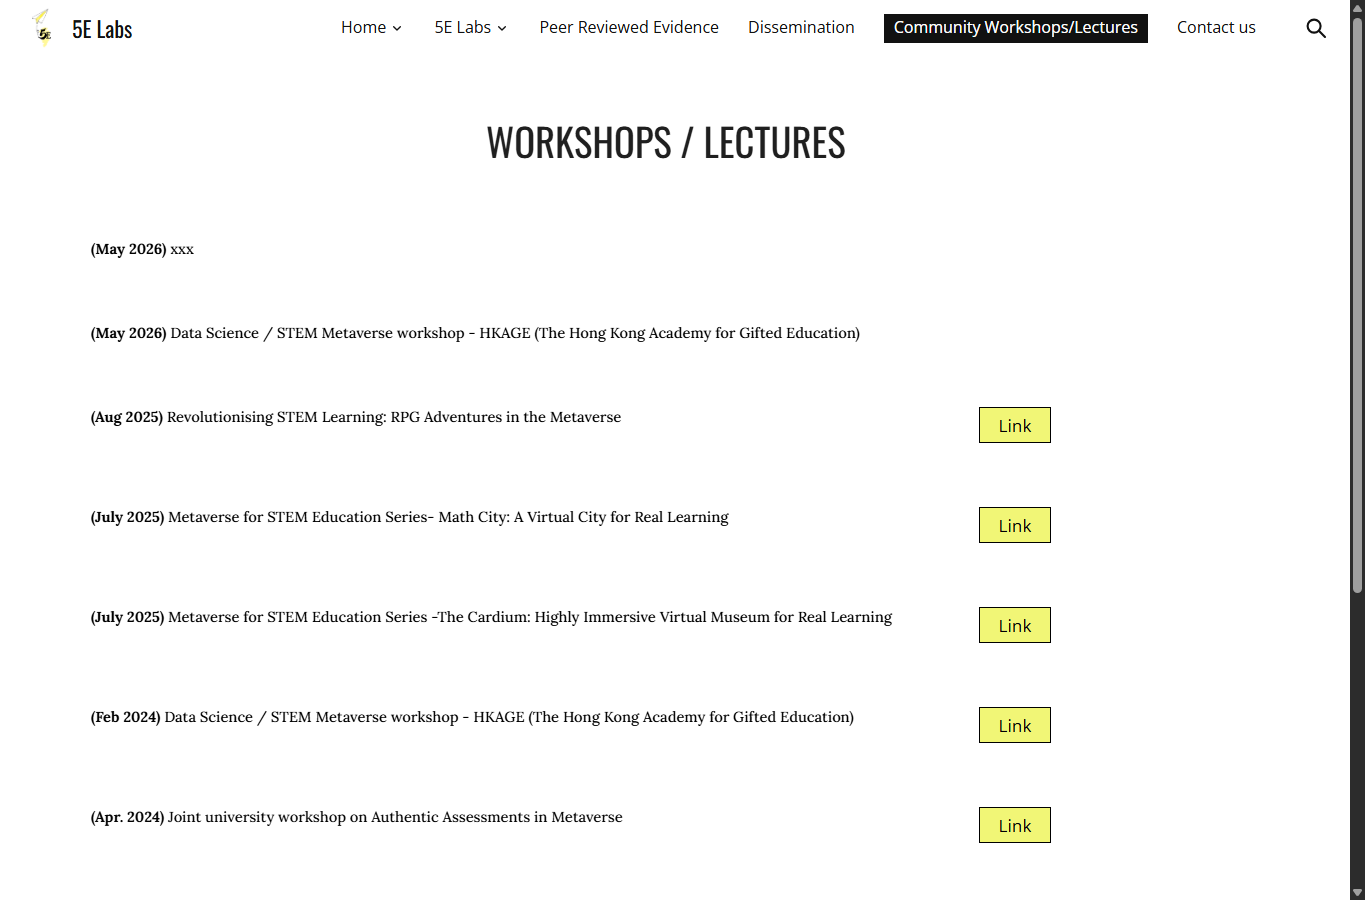 5E
5E Labs
Home
5E Labs
Peer Reviewed Evidence
Dissemination
Community Workshops/Lectures
Contact us
WORKSHOPS / LECTURES
(May 2026) xxx
(May 2026) Data Science / STEM Metaverse workshop - HKAGE (The Hong Kong Academy for Gifted Education)
(Aug 2025) Revolutionising STEM Learning: RPG Adventures in the Metaverse
Link
(July 2025) Metaverse for STEM Education Series- Math City: A Virtual City for Real Learning
Link
(July 2025) Metaverse for STEM Education Series -The Cardium: Highly Immersive Virtual Museum for Real Learning
Link
(Feb 2024) Data Science / STEM Metaverse workshop - HKAGE (The Hong Kong Academy for Gifted Education)
Link
(Apr. 2024) Joint university workshop on Authentic Assessments in Metaverse
Link